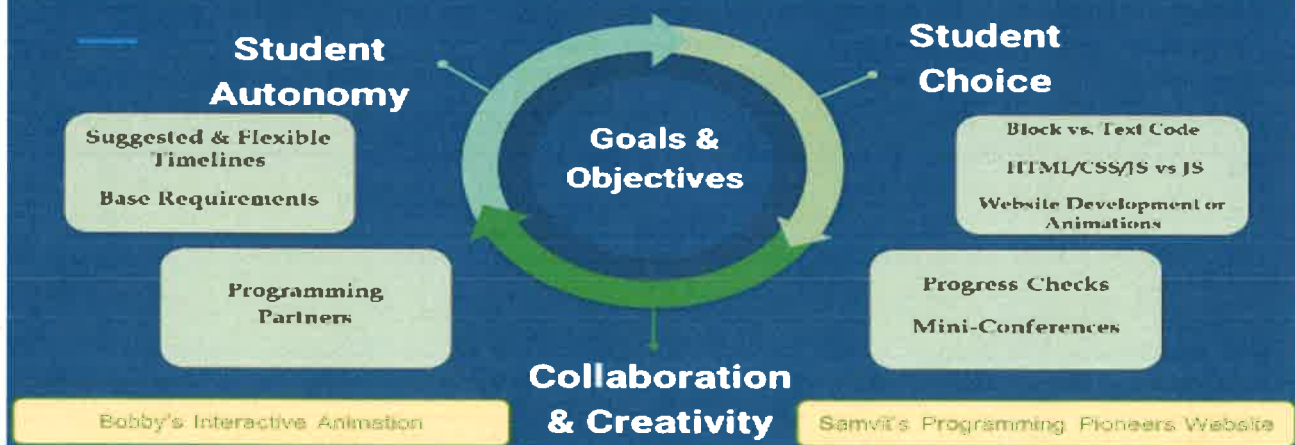 Student
Autonomy
Suggested & Flexible
Timelines
Base Requirements
Programming
Partners
Goals &
Objectives
Student
Choice
Block vs. Text Code
HTML/CSS/JS vs JS
Website Development or
Animations
Progress Checks
Mini-Conferences
Collaboration
& Creativity
Bobby's Interactive Animation
Samvit's Programming Pioneers Website